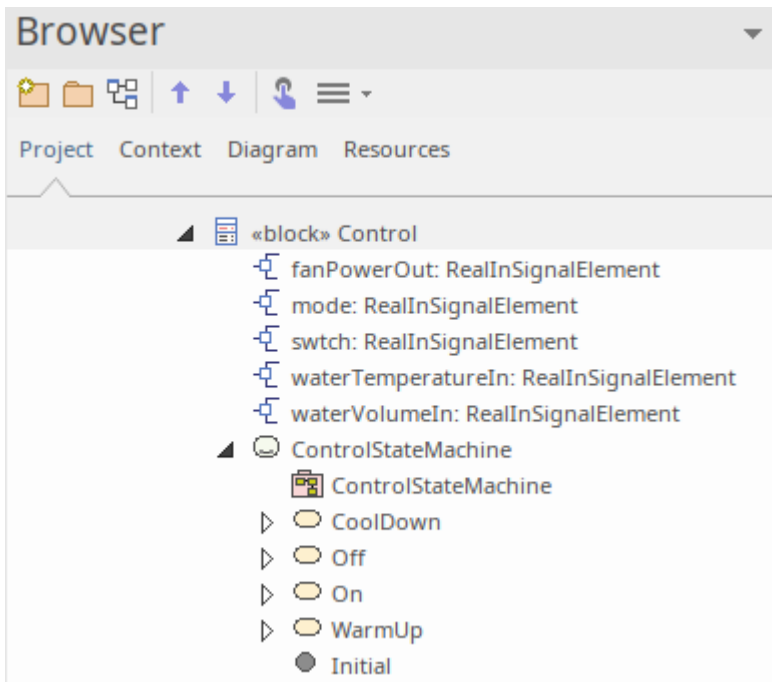 Browser
Project Context Diagram Resources
«block» Control
fanPowerOut: RealInSignalElement
mode: RealInSignalElement
swtch: RealInSignalElement
waterTemperatureIn: RealInSignalElement
waterVolumeIn: RealInSignalElement
ControlStateMachine
ControlStateMachine
CoolDown
Off
On
WarmUp
Initial